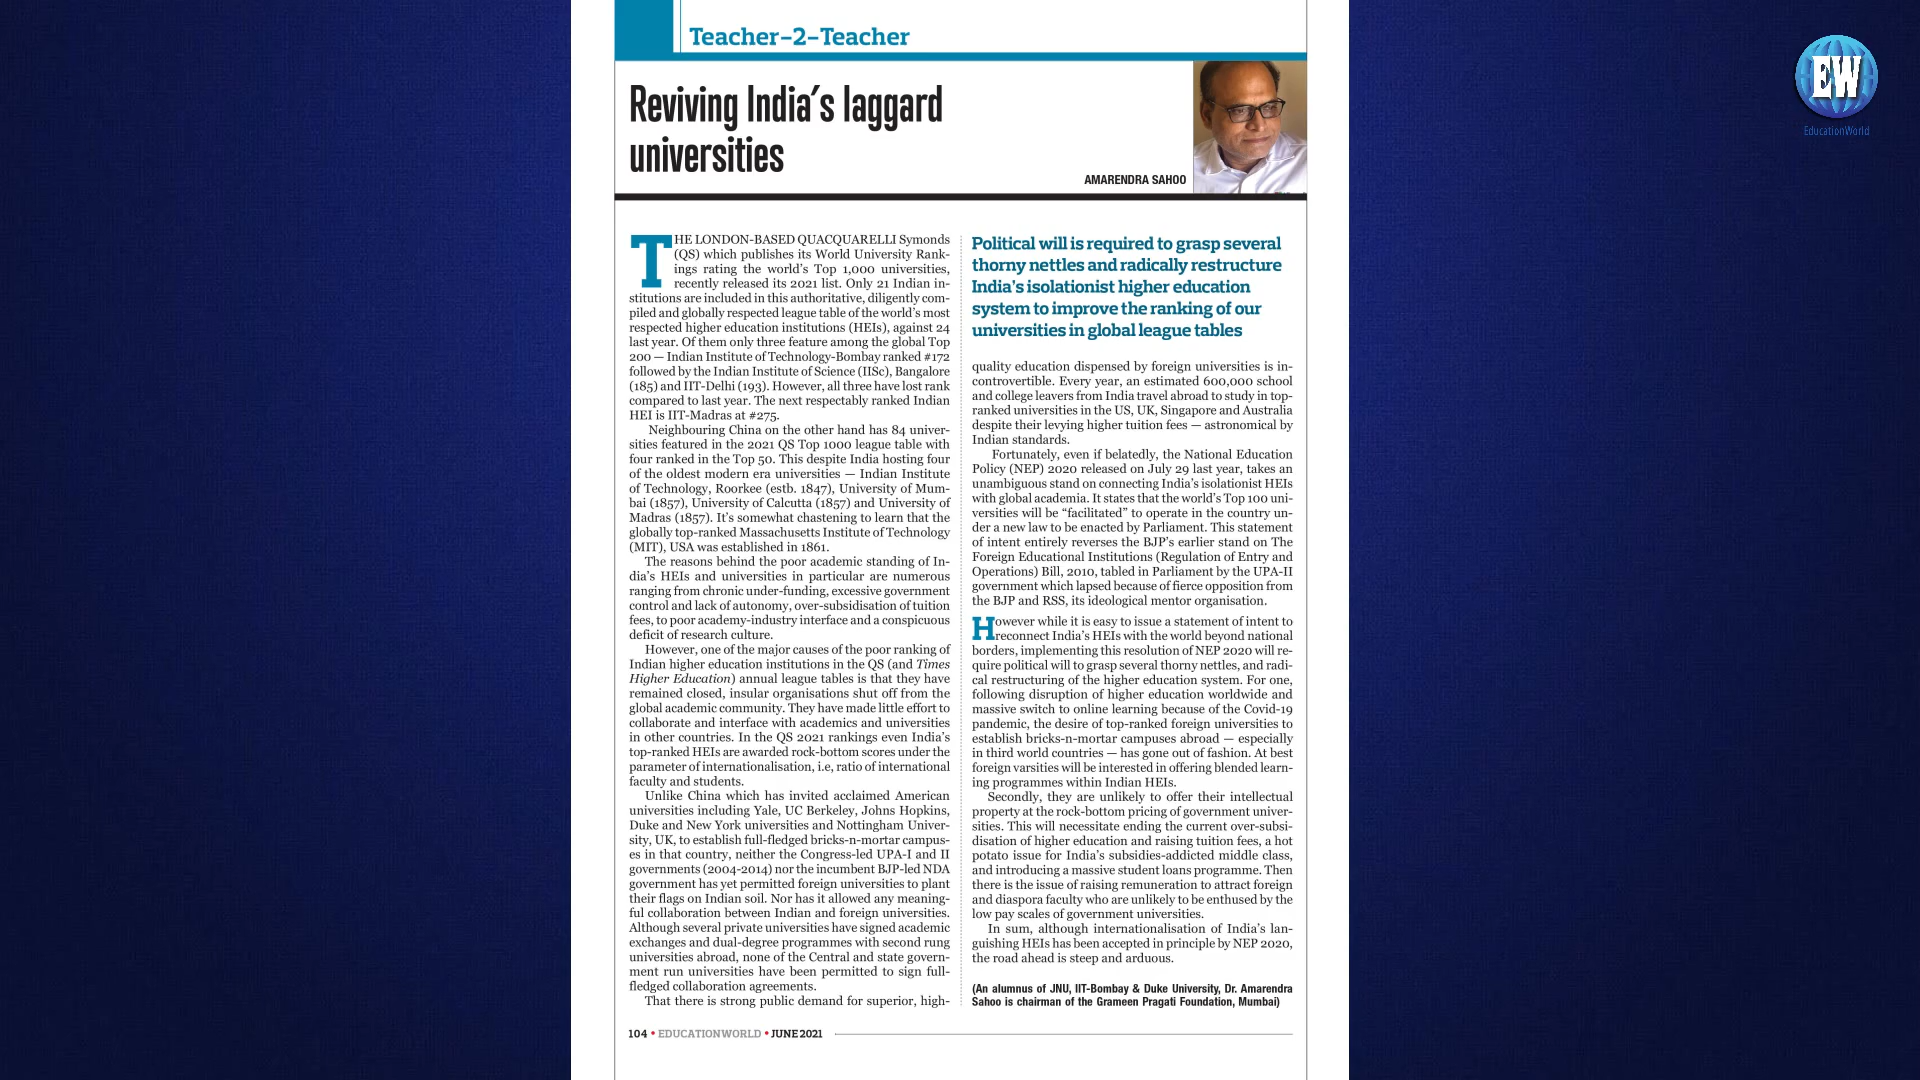 Teacher-2-Teacher
EW
EducationWorld
Reviving India's laggard
universities
AMARENDRA SAHOO
THE LONDON-BASED QUACQUARELLI Symonds
(QS) which publishes its World University Rank-
ings rating the world's Top 1,000 universities,
recently released its 2021 list. Only 21 Indian in-
stitutions are included in this authoritative, diligently com-
piled and globally respected league table of the world's most
respected higher education institutions (HEIs), against 24
last year. Of them only three feature among the global Top
200 — Indian Institute of Technology-Bombay ranked #172
followed by the Indian Institute of Science (IISc), Bangalore
(185) and IIT-Delhi (193). However, all three have lost rank
compared to last year. The next respectably ranked Indian
HEI is IIT-Madras at #275.
Neighbouring China on the other hand has 84 univer-
sities featured in the 2021 QS Top 1000 league table with
four ranked in the Top 50. This despite India hosting four
of the oldest modern era universities — Indian Institute
of Technology, Roorkee (estb. 1847), University of Mum-
bai (1857), University of Calcutta (1857) and University of
Madras (1857). It's somewhat chastening to learn that the
globally top-ranked Massachusetts Institute of Technology
(MIT), USA was established in 1861.
The reasons behind the poor academic standing of In-
dia's HEIs and universities in particular are numerous
ranging from chronic under-funding, excessive government
control and lack of autonomy, over-subsidisation of tuition
fees, to poor academy-industry interface and a conspicuous
deficit of research culture.
However, one of the major causes of the poor ranking of
Indian higher education institutions in the QS (and Times
Higher Education) annual league tables is that they have
remained closed, insular organisations shut off from the
global academic community. They have made little effort to
collaborate and interface with academics and universities
in other countries. In the QS 2021 rankings even India's
top-ranked HEIs are awarded rock-bottom scores under the
parameter of internationalisation, i.e, ratio of international
faculty and students.
Unlike China which has invited acclaimed American
universities including Yale, UC Berkeley, Johns Hopkins,
Duke and New York universities and Nottingham Univer-
sity, UK, to establish full-fledged bricks-n-mortar campus-
es in that country, neither the Congress-led UPA-I and II
governments (2004-2014) nor the incumbent BJP-led NDA
government has yet permitted foreign universities to plant
their flags on Indian soil. Nor has it allowed any meaning-
ful collaboration between Indian and foreign universities.
Although several private universities have signed academic
exchanges and dual-degree programmes with second rung
universities abroad, none of the Central and state govern-
ment run universities have been permitted to sign full-
fledged collaboration agreements.
That there is strong public demand for superior, high-
Political will is required to grasp several
thorny nettles and radically restructure
India's isolationist higher education
system to improve the ranking of our
universities in global league tables
quality education dispensed by foreign universities is in-
controvertible. Every year, an estimated 600,000 school
and college leavers from India travel abroad to study in top-
ranked universities in the US, UK, Singapore and Australia
despite their levying higher tuition fees — astronomical by
Indian standards.
Fortunately, even if belatedly, the National Education
Policy (NEP) 2020 released on July 29 last year, takes an
unambiguous stand on connecting India's isolationist HEIs
with global academia. It states that the world's Top 100 uni-
versities will be “facilitated” to operate in the country un-
der a new law to be enacted by Parliament. This statement
of intent entirely reverses the BJP's earlier stand on The
Foreign Educational Institutions (Regulation of Entry and
Operations) Bill, 2010, tabled in Parliament by the UPA-II
government which lapsed because of fierce opposition from
the BJP and RSS, its ideological mentor organisation.
However while it is easy to issue a statement of intent to
reconnect India's HEIs with the world beyond national
borders, implementing this resolution of NEP 2020 will re-
quire political will to grasp several thorny nettles, and radi-
cal restructuring of the higher education system. For one,
following disruption of higher education worldwide and
massive switch to online learning because of the Covid-19
pandemic, the desire of top-ranked foreign universities to
establish bricks-n-mortar campuses abroad — especially
in third world countries — has gone out of fashion. At best
foreign varsities will be interested in offering blended learn-
ing programmes within Indian HEIs.
Secondly, they are unlikely to offer their intellectual
property at the rock-bottom pricing of government univer-
sities. This will necessitate ending the current over-subsi-
disation of higher education and raising tuition fees, a hot
potato issue for India's subsidies-addicted middle class,
and introducing a massive student loans programme. Then
there is the issue of raising remuneration to attract foreign
and diaspora faculty who are unlikely to be enthused by the
low pay scales of government universities.
In sum, although internationalisation of India's lan-
guishing HEIs has been accepted in principle by NEP 2020,
the road ahead is steep and arduous.
(An alumnus of JNU, IIT-Bombay & Duke University, Dr. Amarendra
Sahoo is chairman of the Grameen Pragati Foundation, Mumbai)
104 • EDUCATIONWORLD • JUNE 2021